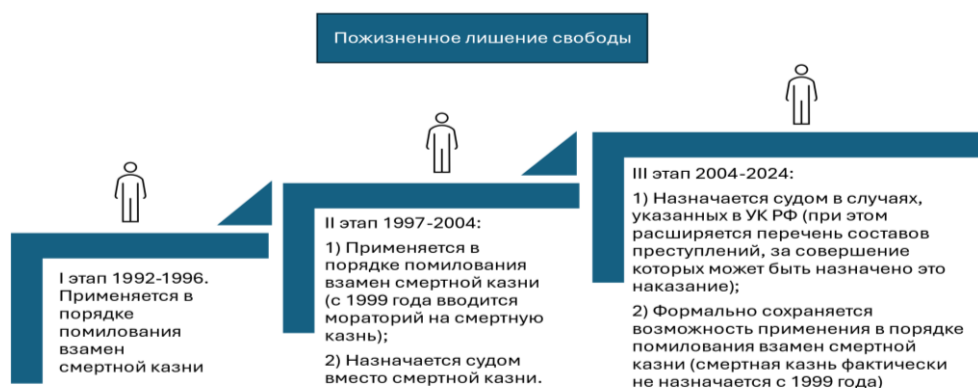 Пожизненное лишение свободы
I этап 1992-1996.
Применяется в
порядке
помилования
взамен
смертной казни
II этап 1997-2004:
1) Применяется в
порядке помилования
взамен смертной казни
(с 1999 года вводится
мораторий на смертную
казнь);
2) Назначается судом
вместо смертной казни.
III этап 2004-2024:
1) Назначается судом в случаях,
указанных в УК РФ (при этом
расширяется перечень составов
преступлений, за совершение
которых может быть назначено это
наказание);
2) Формально сохраняется
возможность применения в порядке
помилования взамен смертной
казни (смертная казнь фактически
не назначается с 1999 года)